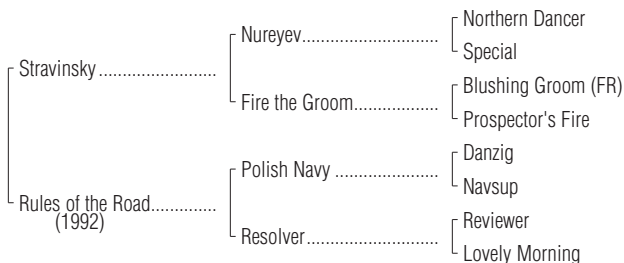 Northern Dancer
Nureyev
Special
Stravinsky
Blushing Groom (FR)
Fire the Groom
Prospector's Fire
Danzig
Polish Navy
Navsup
Rules of the Road
(1992)
Reviewer
Resolver
Lovely Morning